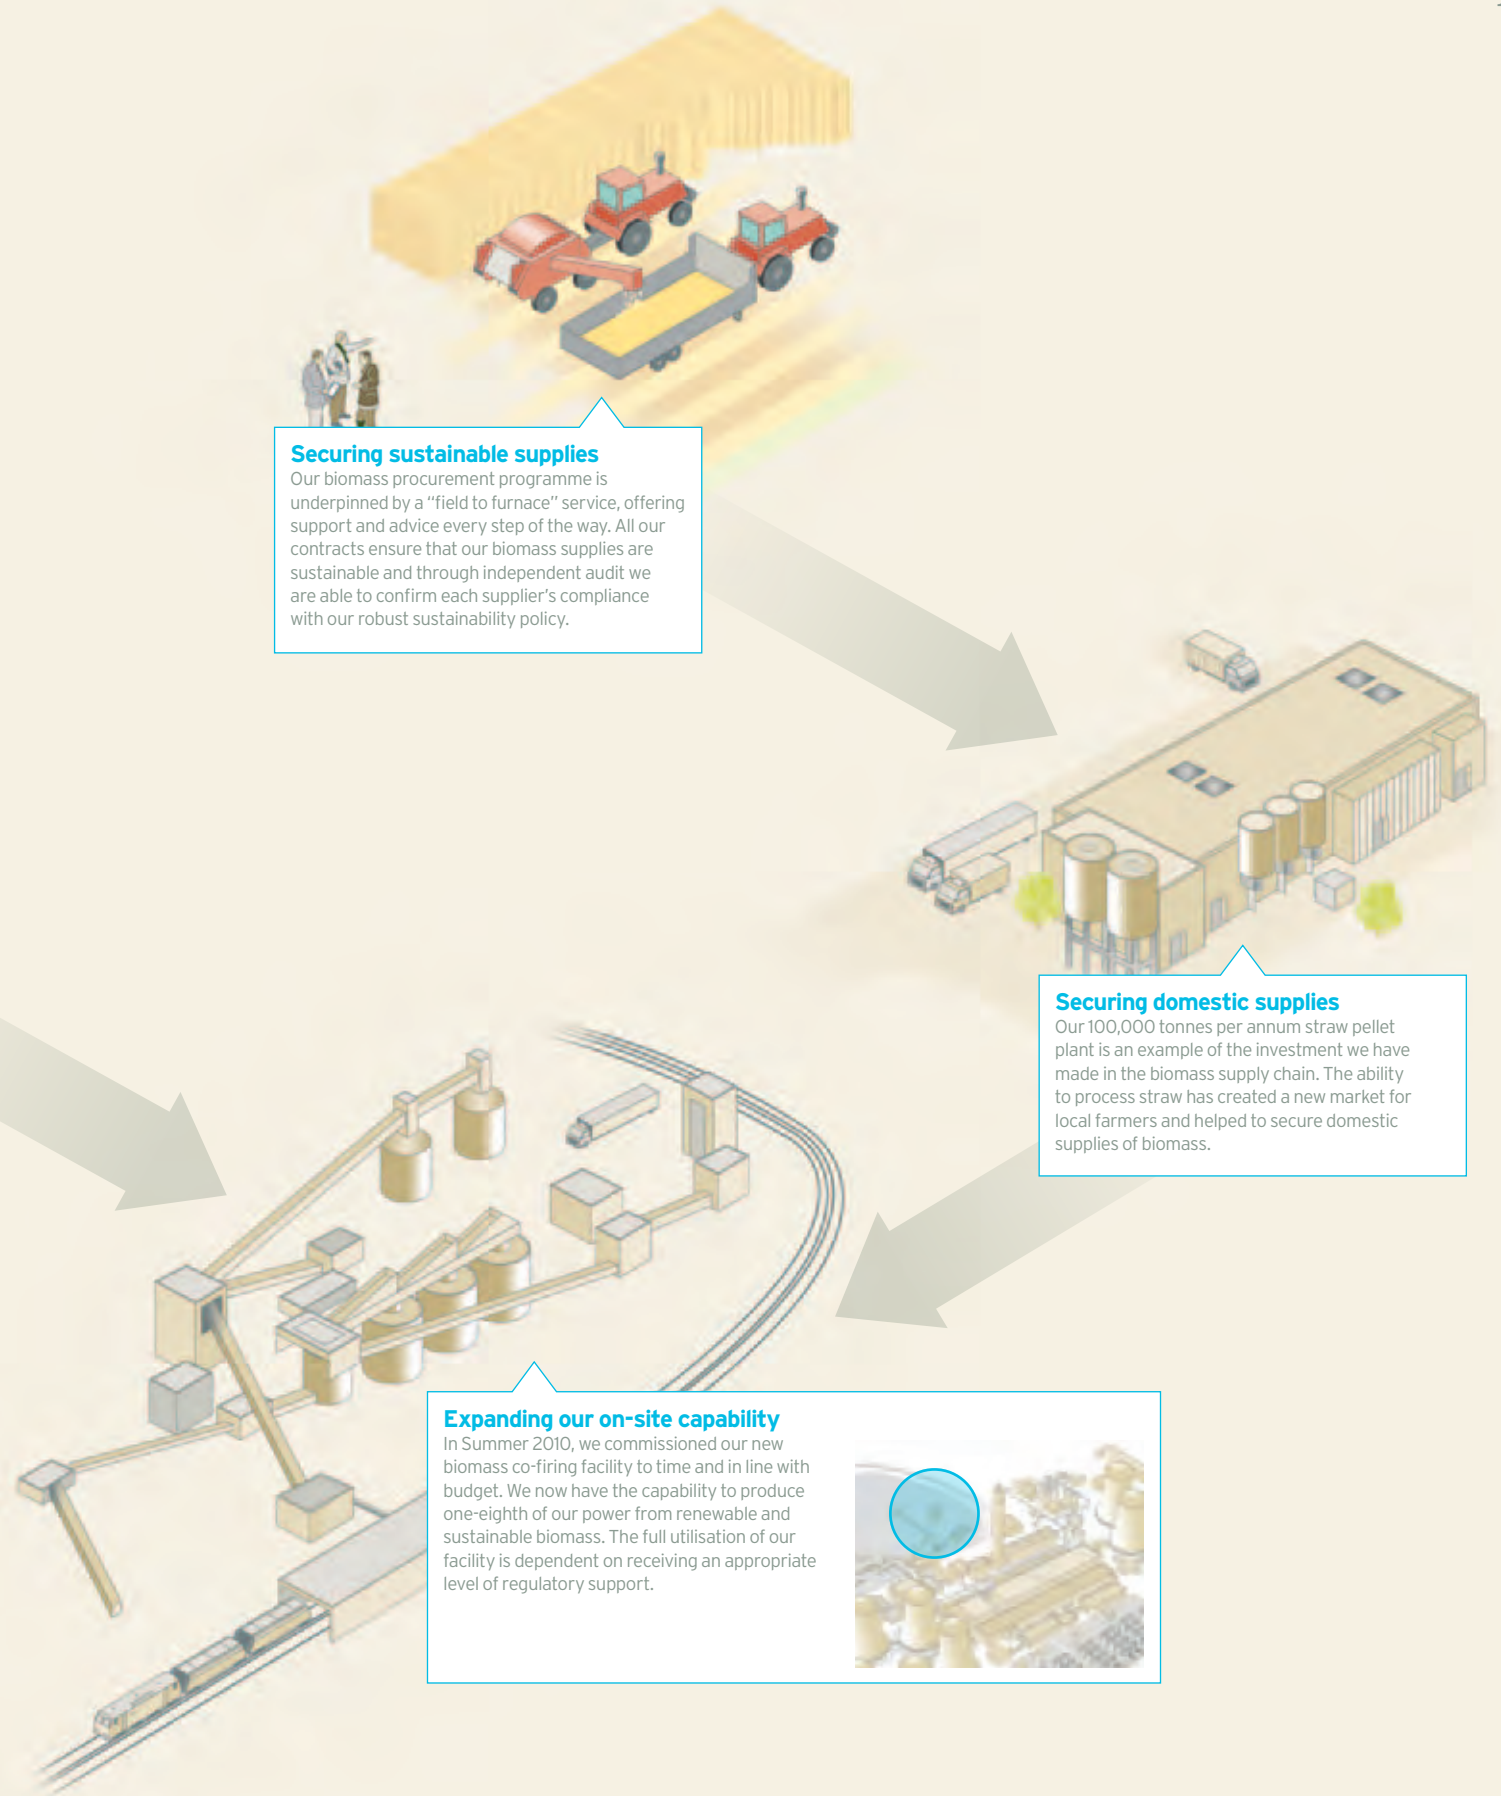 Securing sustainable supplies
Our biomass procurement programme is
underpinned by a “field to furnace” service, offering
support and advice every step of the way. All our
contracts ensure that our biomass supplies are
sustainable and through independent audit we
are able to confirm each supplier’s compliance
with our robust sustainability policy.
Securing domestic supplies
Our 100,000 tonnes per annum straw pellet
plant is an example of the investment we have
made in the biomass supply chain. The ability
to process straw has created a new market for
local farmers and helped to secure domestic
supplies of biomass.
Expanding our on-site capability
In Summer 2010, we commissioned our new
biomass co-firing facility to time and in line with
budget. We now have the capability to produce
one-eighth of our power from renewable and
sustainable biomass. The full utilisation of our
facility is dependent on receiving an appropriate
level of regulatory support.